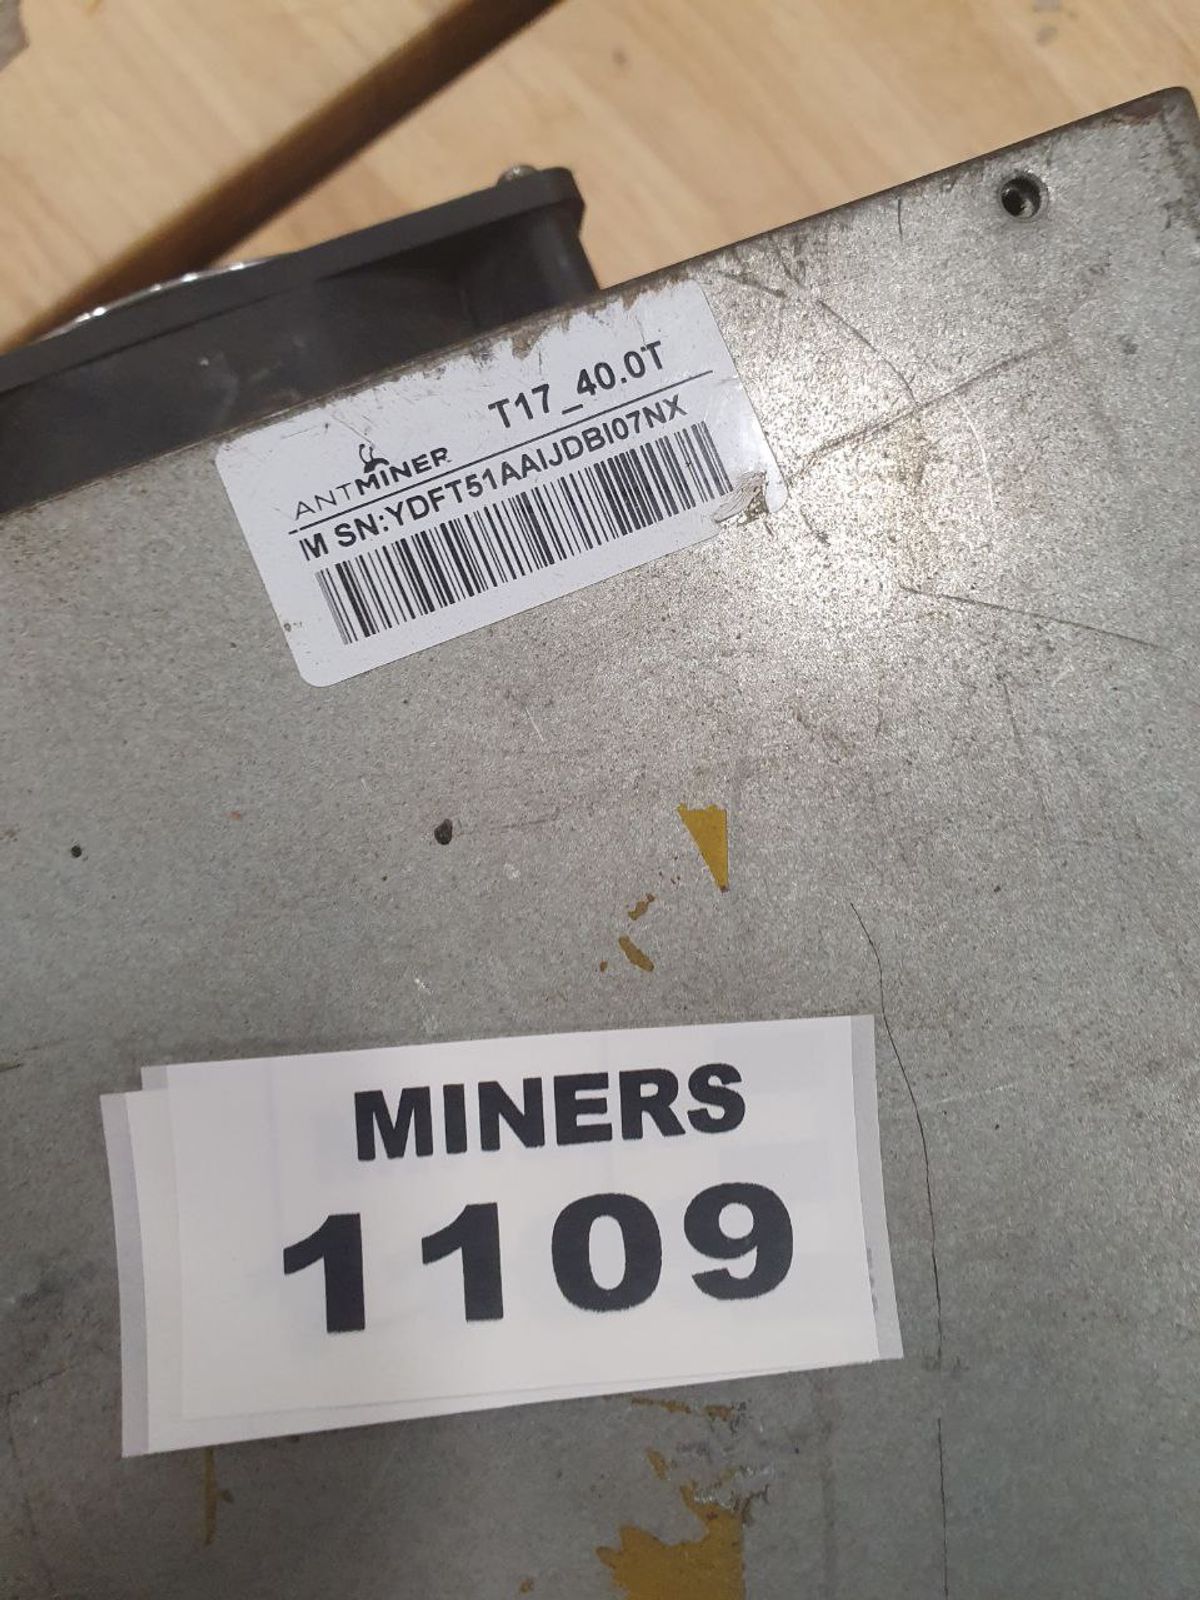 T17_40.0T
ANTMINER
M SN:YDFT51AAIJDBI07NX
MINERS
1109